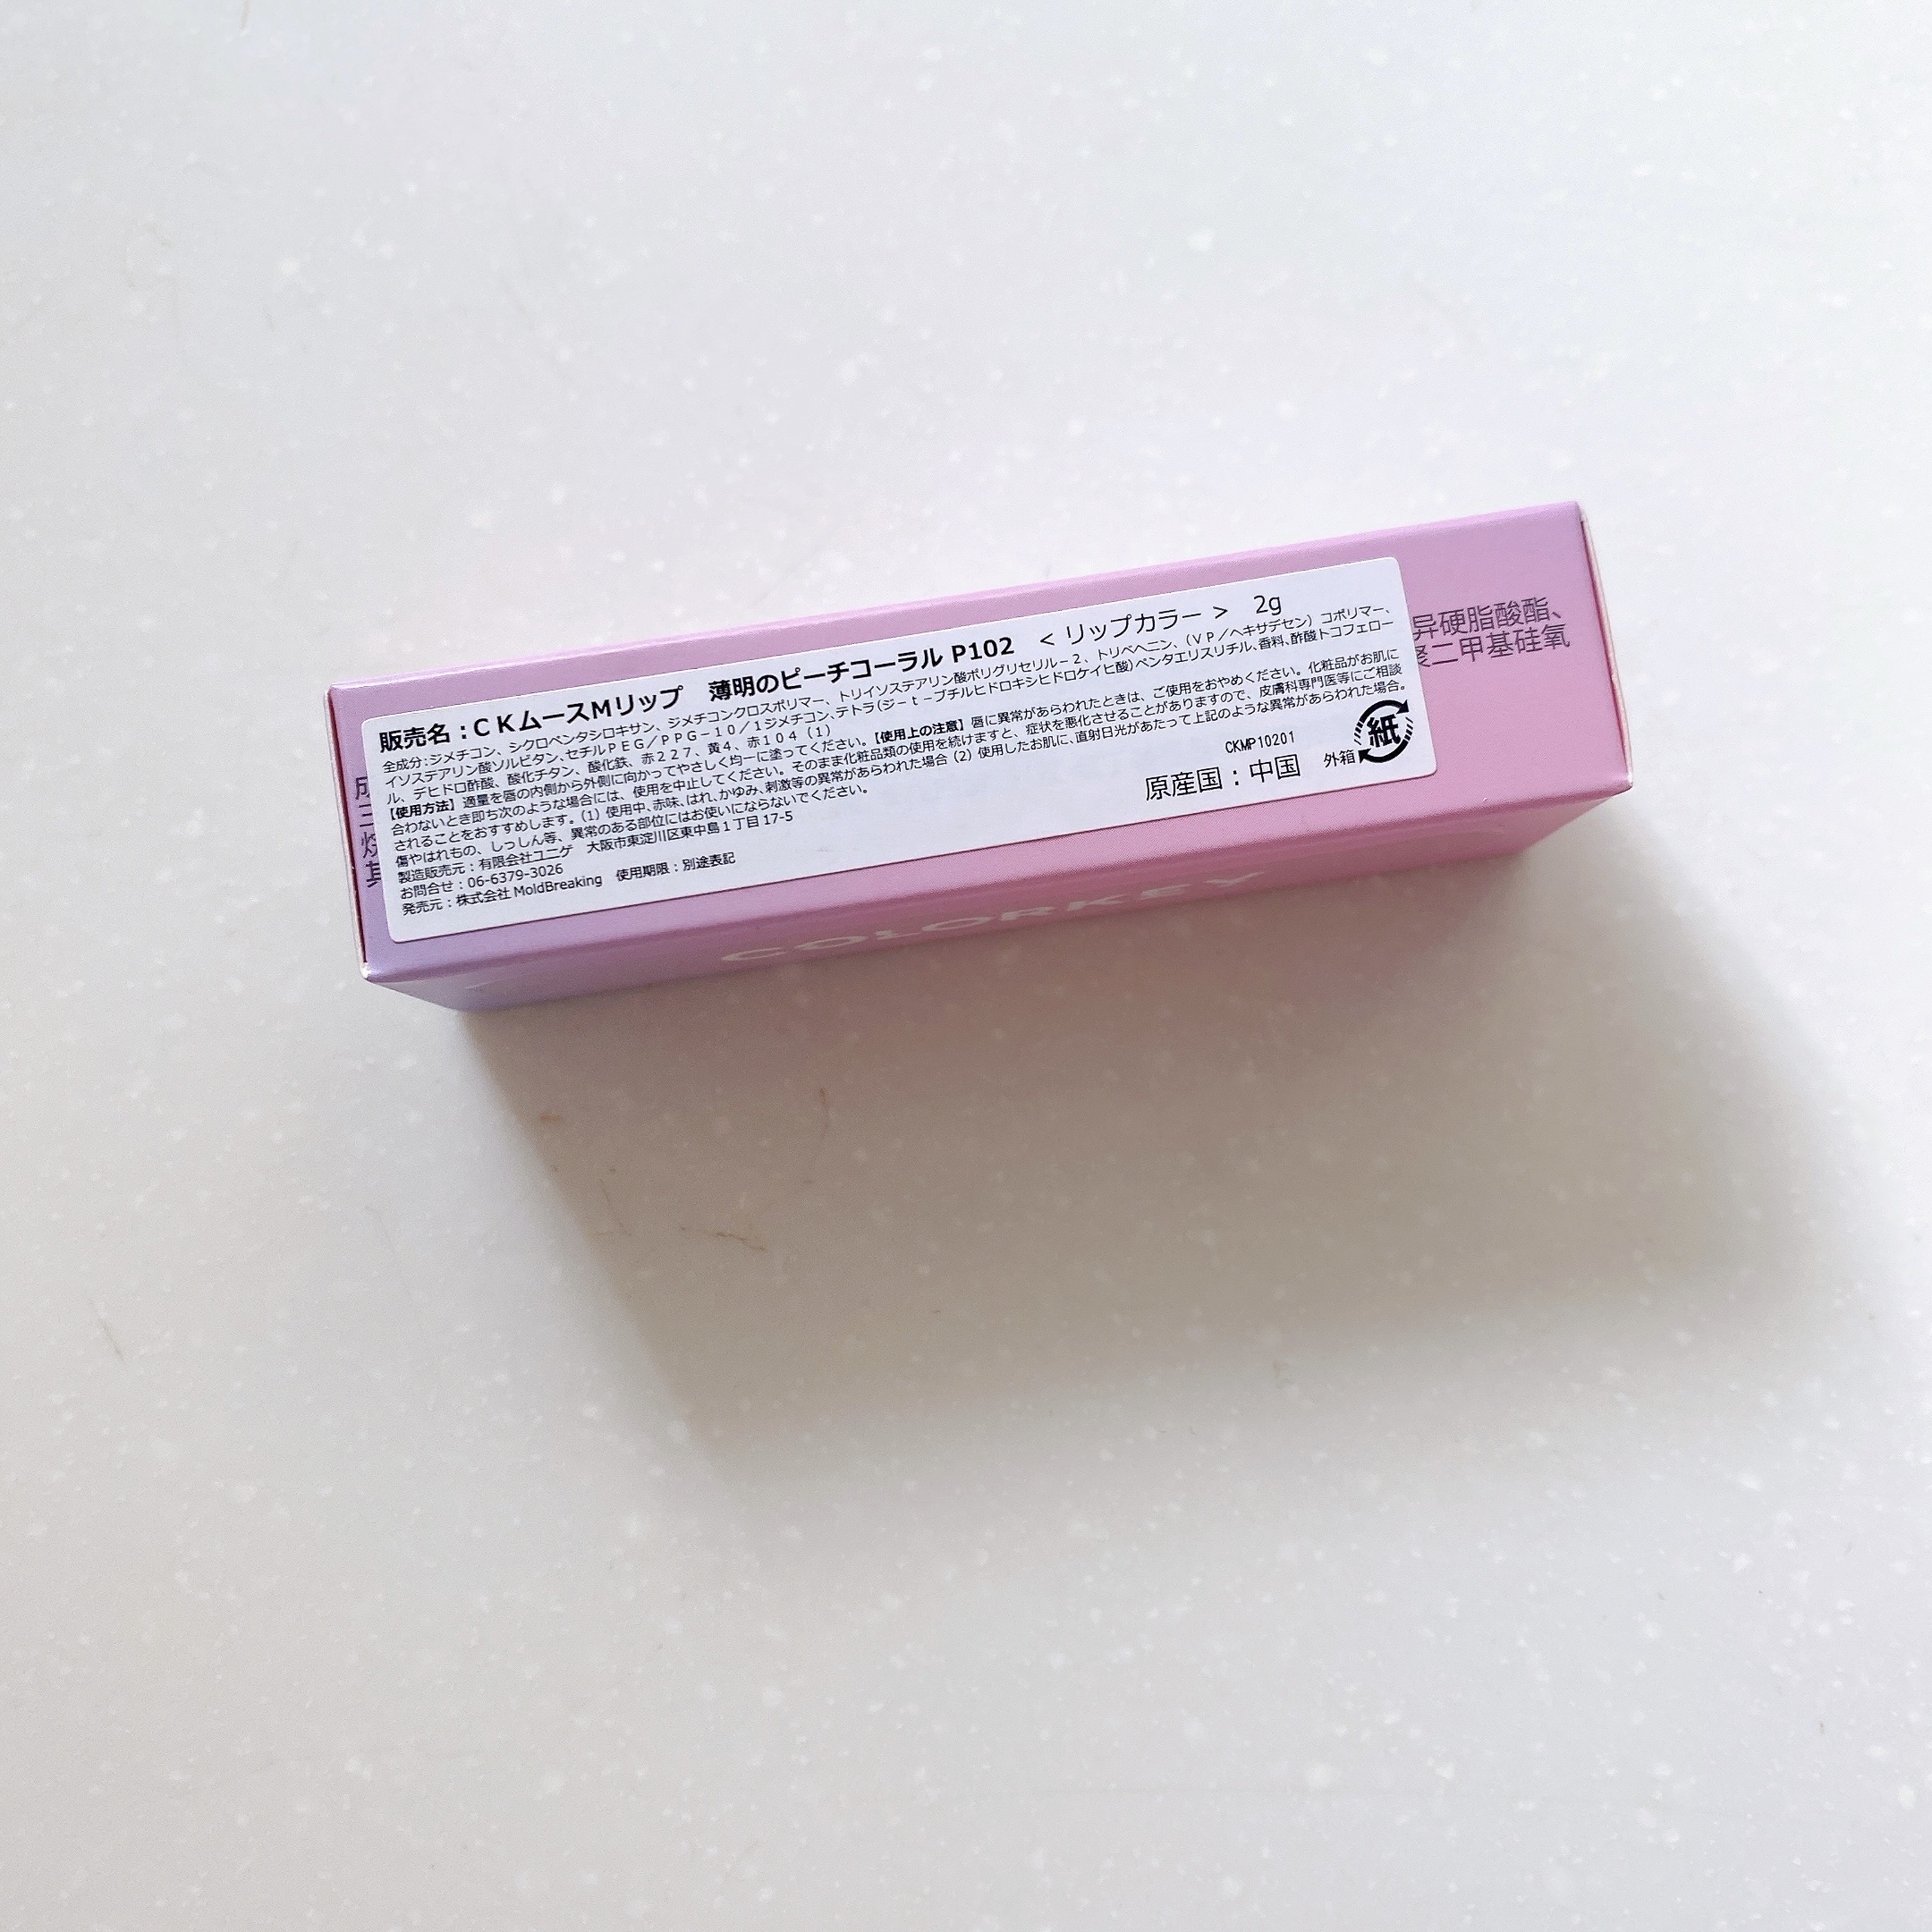 販売名：ＣＫムースＭリップ　薄明のピーチコーラル P102　＜リップカラー＞　2g
全成分：ジメチコン、シクロペンタシロキサン、ジメチコンクロスポリマー、トリイソステアリン酸ポリグリセリル－２、トリベヘニン、（ＶＰ／ヘキサデセン）コポリマー、
イソステアリン酸ソルビタン、セチルＰＥＧ／ＰＰＧ－10／１ジメチコン、テトラ（ジ－ｔ－ブチルヒドロキシヒドロケイヒ酸）ペンタエリスリチル、香料、酢酸トコフェロー
ル、デヒドロ酢酸、酸化チタン、酸化鉄、赤２２７、黄４、赤１０４（1）
【使用方法】適量を唇の内側から外側に向かってやさしく均一に塗ってください。【使用上の注意】唇に異常があらわれたときは、ご使用をおやめください。化粧品がお肌に
合わないとき即ち次のような場合には、使用を中止してください。そのまま化粧品類の使用を続けますと、症状を悪化させることがありますので、皮膚科専門医等にご相談
されることをおすすめします。（1）使用中、赤味、はれ、かゆみ、刺激等の異常があらわれた場合（2）使用したお肌に、直射日光があたって上記のような異常があらわれた場合。
傷やはれもの、しっしん等、異常のある部位にはお使いにならないでください。
製造販売元：有限会社ユニゲ　大阪市東淀川区東中島１丁目17-5
お問合せ：06-6379-3026
発売元：株式会社MoldBreaking　使用期限：別途表記
CKMP10201
原産国：中国
外箱 紙
异硬脂酸酯、
聚二甲基硅氧
COLORKEY